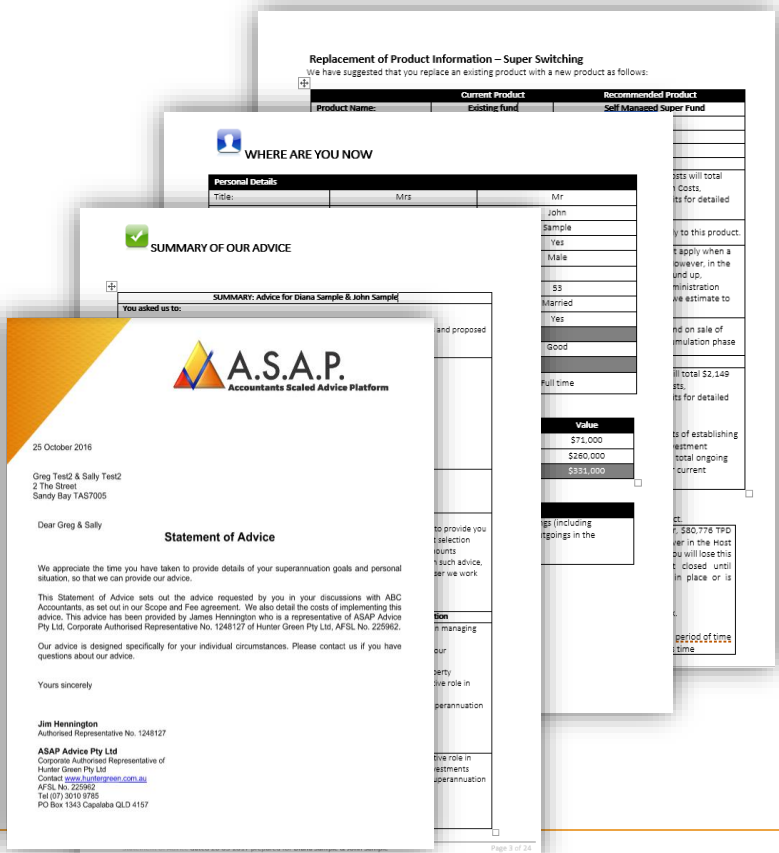 Replacement of Product Information – Super Switching
We have suggested that you replace an existing product with a new product as follows:
Current Product Recommended Product
Product Name: Existing fund Self Managed Super Fund
sts will total
Costs,
ts for detailed
y to this product.
t apply when a
owever, in the
und up,
ministration
we estimate to
nd on sale of
mulation phase
ill total $2,149
sts,
ts for detailed
ts of establishing
estment
total ongoing
current
ct.
r, $80,776 TPD
ver in the Host
ou will lose this
t closed until
in place or is
k.
period of time
s time
WHERE ARE YOU NOW
Personal Details
Title: Mrs Mr
John
Sample
Yes
Male
53
Married
Yes
Good
Full time
Value
$71,000
$260,000
$331,000
ngs (including
utgoings in the
SUMMARY OF OUR ADVICE
SUMMARY: Advice for Diana Sample & John Sample
You asked us to:
and proposed
to provide you
t selection
ounts
n such advice,
ser we work
tion
n managing
our
perty
ive role in
perannuation
tive role in
vestments
uperannuation
Page 3 of 24
A.S.A.P.
Accountants Scaled Advice Platform
25 October 2016
Greg Test2 & Sally Test2
2 The Street
Sandy Bay TAS7005
Dear Greg & Sally
Statement of Advice
We appreciate the time you have taken to provide details of your superannuation goals and personal
situation, so that we can provide our advice.
This Statement of Advice sets out the advice requested by you in your discussions with ABC
Accountants, as set out in our Scope and Fee agreement. We also detail the costs of implementing this
advice. This advice has been provided by James Hennington who is a representative of ASAP Advice
Pty Ltd, Corporate Authorised Representative No. 1248127 of Hunter Green Pty Ltd, AFSL No. 225962.
Our advice is designed specifically for your individual circumstances. Please contact us if you have
questions about our advice.
Yours sincerely
Jim Hennington
Authorised Representative No. 1248127
ASAP Advice Pty Ltd
Corporate Authorised Representative of
Hunter Green Pty Ltd
Contact www.huntergreen.com.au
AFSL No. 225962
Tel (07) 3010 9785
PO Box 1343 Capalaba QLD 4157